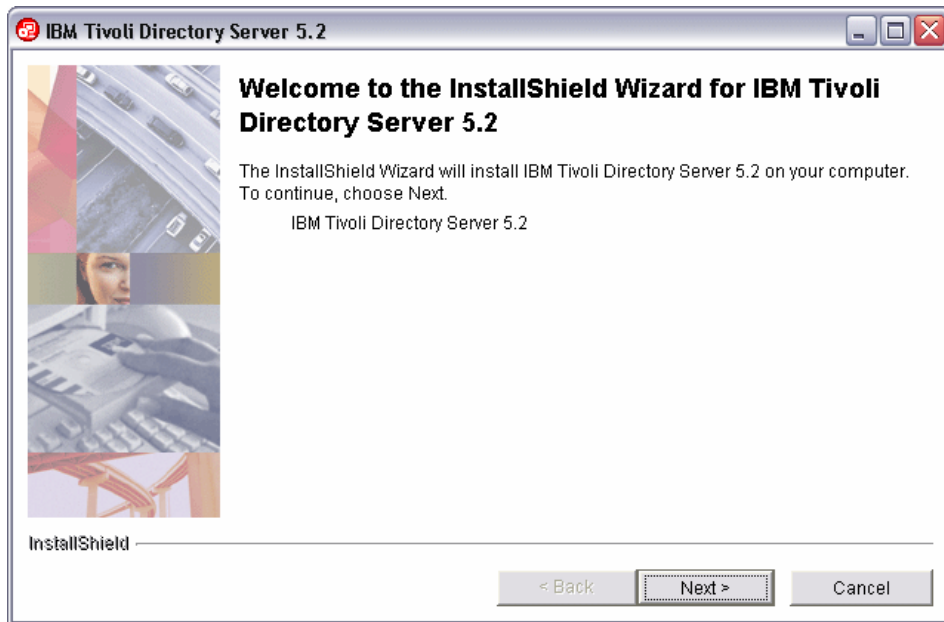 IBM Tivoli Directory Server 5.2
Welcome to the InstallShield Wizard for IBM Tivoli
Directory Server 5.2
The InstallShield Wizard will install IBM Tivoli Directory Server 5.2 on your computer.
To continue, choose Next.
IBM Tivoli Directory Server 5.2
InstallShield
< Back
Next >
Cancel